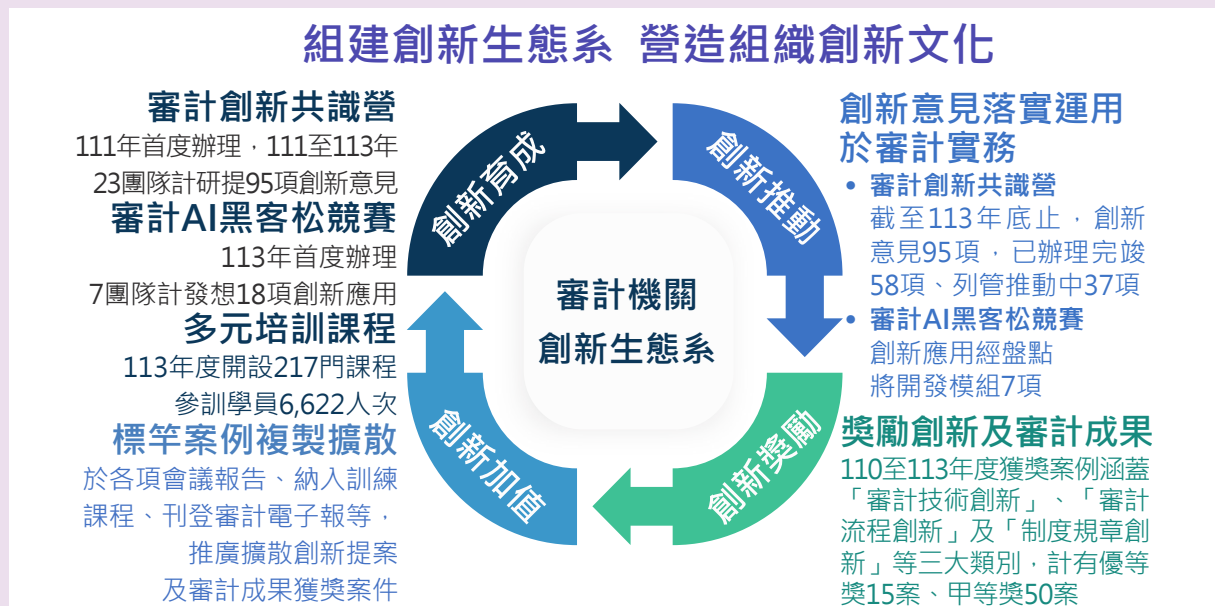 組建創新生態系 營造組織創新文化
審計創新共識營
111年首度辦理，111至113年
23團隊計研提95項創新意見
審計AI黑客松競賽
113年首度辦理
7團隊計發想18項創新應用
多元培訓課程
113年度開設217門課程
參訓學員6,622人次
標竿案例複製擴散
於各項會議報告、納入訓練
課程、刊登審計電子報等，
推廣擴散創新提案
及審計成果獲獎案件
創新育成
創新推動
創新獎勵
創新加值
審計機關
創新生態系
創新意見落實運用
於審計實務
• 審計創新共識營
截至113年底止，創新
意見95項，已辦理完竣
58項、列管推動中37項
• 審計AI黑客松競賽
創新應用經盤點
將開發模組7項
獎勵創新及審計成果
110至113年度獲獎案例涵蓋
「審計技術創新」、「審計
流程創新」及「制度規章創
新」等三大類別，計有優等
獎15案、甲等獎50案